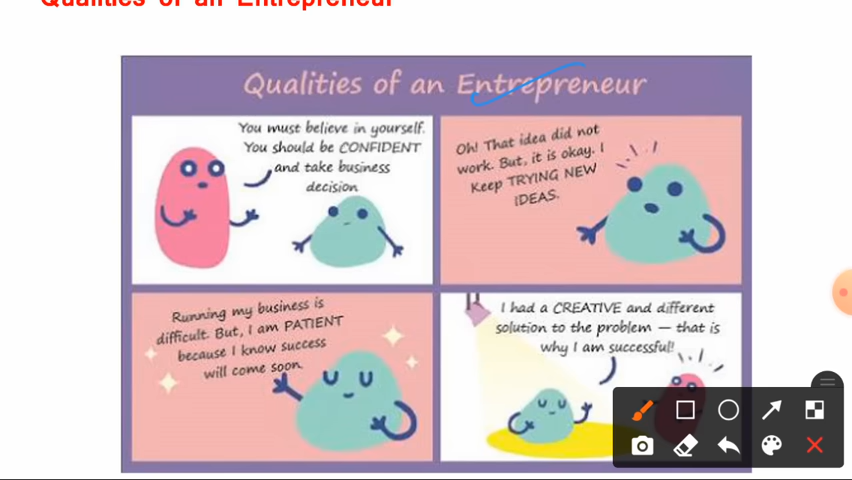 Qualities of an Entrepreneur
Qualities of an Entrepreneur
You must believe in yourself.
You should be CONFIDENT
and take business
decision
Oh! That idea did not
work. But, it is okay. I
Keep TRYING NEW
IDEAS.
Running my business is
difficult. But, I am PATIENT
because I know success
will come soon.
I had a CREATIVE and different
solution to the problem — that is
why I am successful!